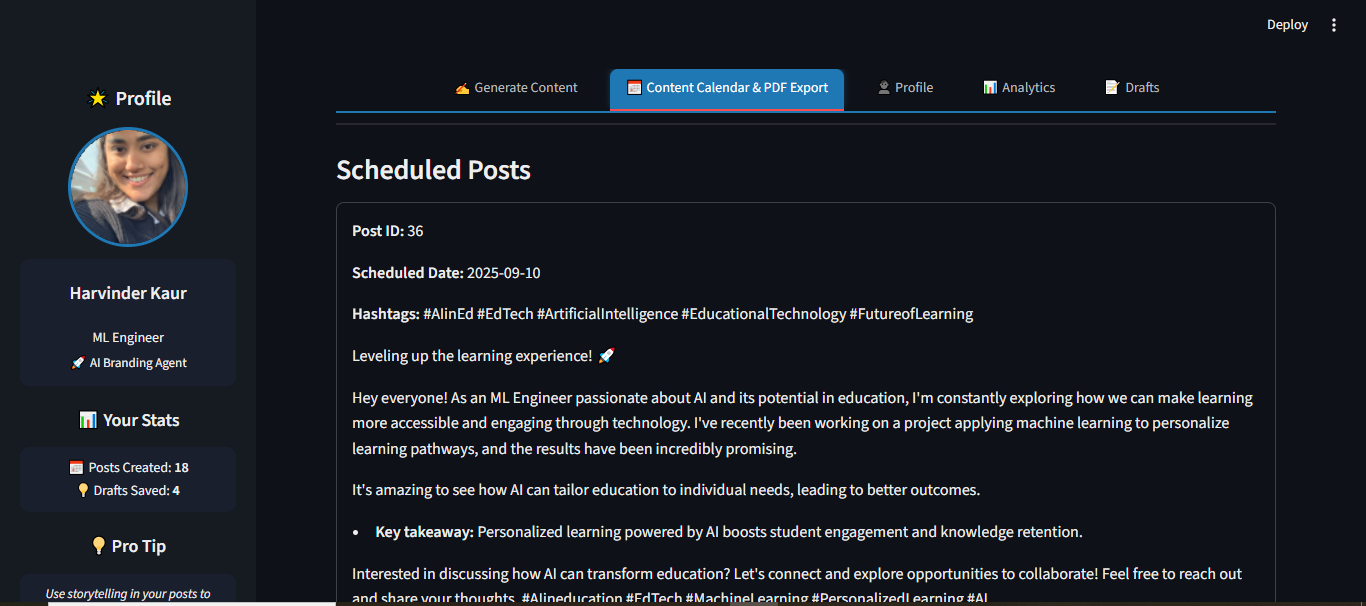 Deploy
Generate Content
Content Calendar & PDF Export
Profile
Analytics
Drafts
Profile
Harvinder Kaur
ML Engineer
🚀 AI Branding Agent
📊 Your Stats
Posts Created: 18
💡 Drafts Saved: 4
💡 Pro Tip
Use storytelling in your posts to
Scheduled Posts
Post ID: 36
Scheduled Date: 2025-09-10
Hashtags: #AIinEd #EdTech #ArtificialIntelligence #EducationalTechnology #FutureofLearning
Leveling up the learning experience! 🚀
Hey everyone! As an ML Engineer passionate about AI and its potential in education, I'm constantly exploring how we can make learning
more accessible and engaging through technology. I've recently been working on a project applying machine learning to personalize
learning pathways, and the results have been incredibly promising.
It's amazing to see how AI can tailor education to individual needs, leading to better outcomes.
• Key takeaway: Personalized learning powered by AI boosts student engagement and knowledge retention.
Interested in discussing how AI can transform education? Let's connect and explore opportunities to collaborate! Feel free to reach out
and share your thoughts. #AIineducation #EdTech #MachineLearning #PersonalizedLearning #AI